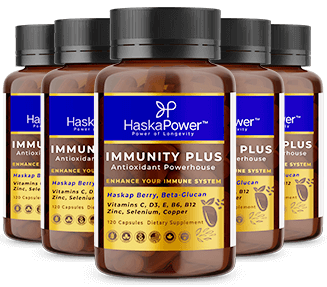 HaskaPower™
Power of Longevity
IMMUNITY PLUS
Antioxidant Powerhouse
ENHANCE YOUR IMMUNE SYSTEM
Haskap Berry, Beta-Glucan
Vitamins C, D3, E, B6, B12
Zinc, Selenium, Copper
120 Capsules Dietary Supplement